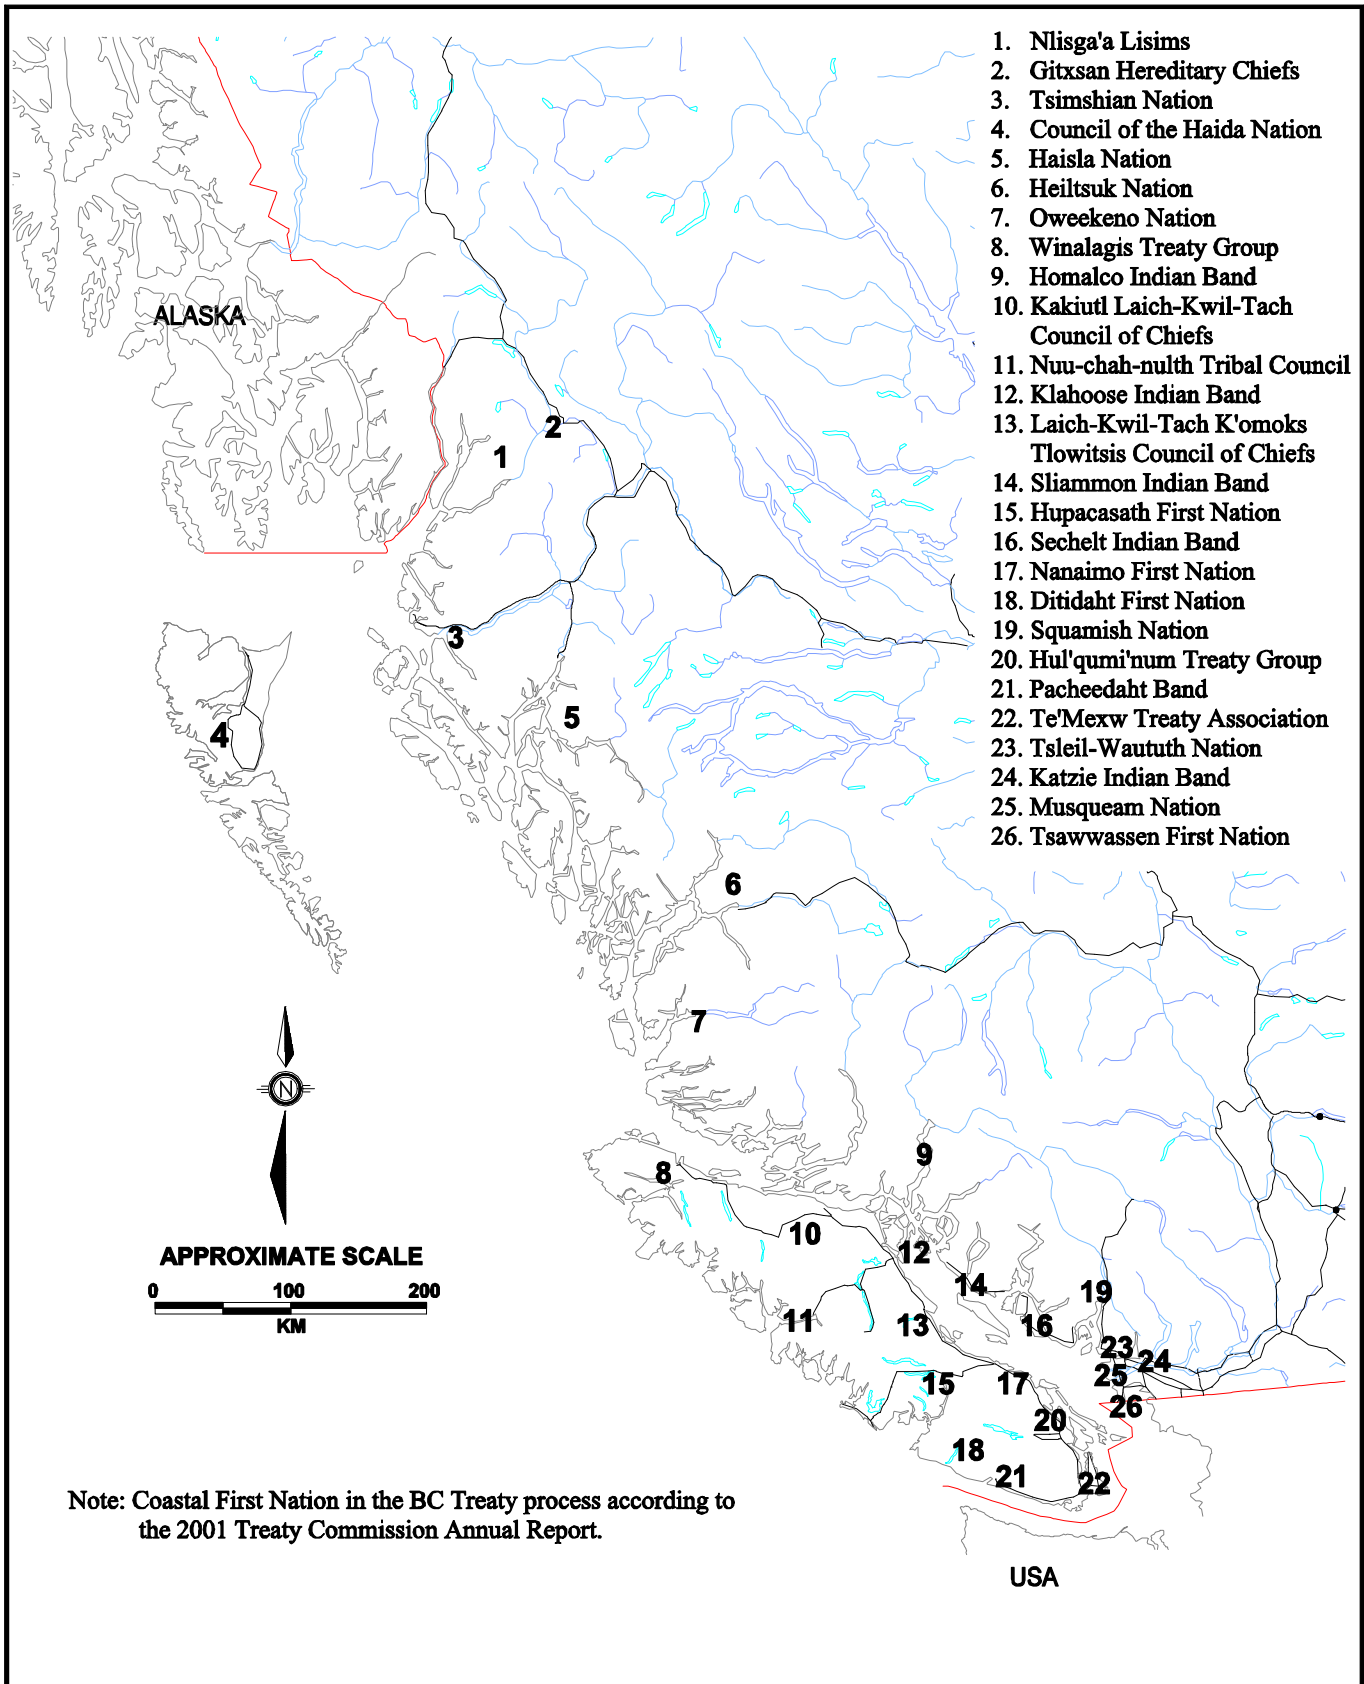 1. Nlisga'a Lisims
2. Gitxsan Hereditary Chiefs
3. Tsimshian Nation
4. Council of the Haida Nation
5. Haisla Nation
6. Heiltsuk Nation
7. Oweekeno Nation
8. Winalagis Treaty Group
9. Homalco Indian Band
10. Kakiutl Laich-Kwil-Tach
Council of Chiefs
11. Nuu-chah-nulth Tribal Council
12. Klahoose Indian Band
13. Laich-Kwil-Tach K'omoks
Tlowitsis Council of Chiefs
14. Sliammon Indian Band
15. Hupacasath First Nation
16. Sechelt Indian Band
17. Nanaimo First Nation
18. Ditidaht First Nation
19. Squamish Nation
20. Hul'qumi'num Treaty Group
21. Pacheedaht Band
22. Te'Mexw Treaty Association
23. Tsleil-Waututh Nation
24. Katzie Indian Band
25. Musqueam Nation
26. Tsawwassen First Nation
ALASKA
2
1
3
5
4
6
7
N
9
8
10
12
14
19
11
13
16
23
24
25
15
17
26
20
18
21
22
APPROXIMATE SCALE
0 100 200
KM
Note: Coastal First Nation in the BC Treaty process according to
the 2001 Treaty Commission Annual Report.
USA